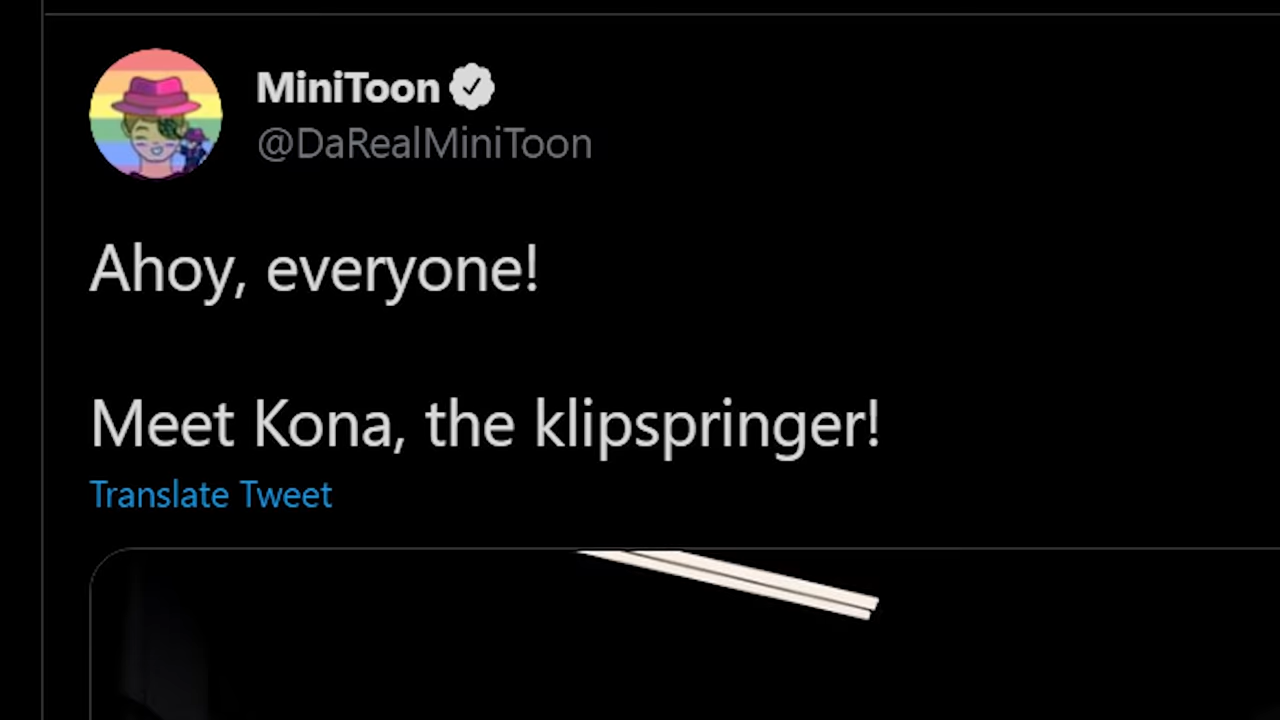 MiniToon
@DaRealMiniToon
Ahoy, everyone!
Meet Kona, the klipspringer!
Translate Tweet